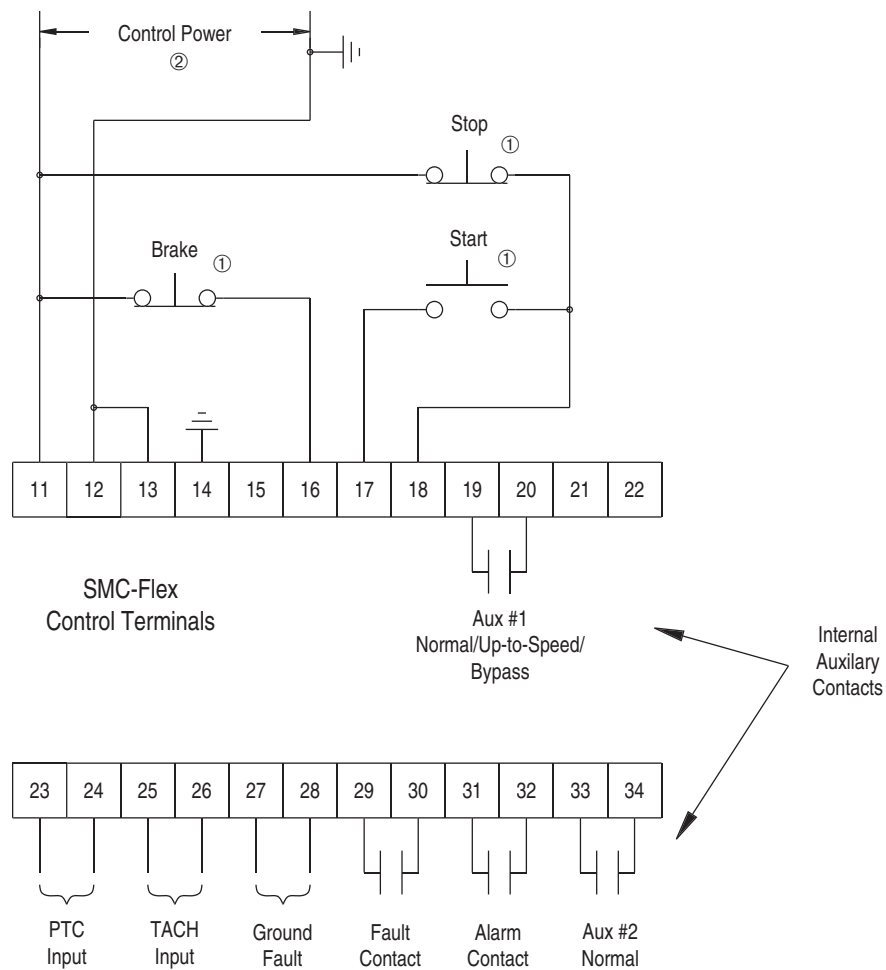 Control Power
②
Stop
①
Brake
①
Start
①
11 12 13 14 15 16 17 18 19 20 21 22
SMC-Flex
Control Terminals
Aux #1
Normal/Up-to-Speed/
Bypass
Internal
Auxilary
Contacts
23 24 25 26 27 28 29 30 31 32 33 34
PTC
Input
TACH
Input
Ground
Fault
Fault
Contact
Alarm
Contact
Aux #2
Normal